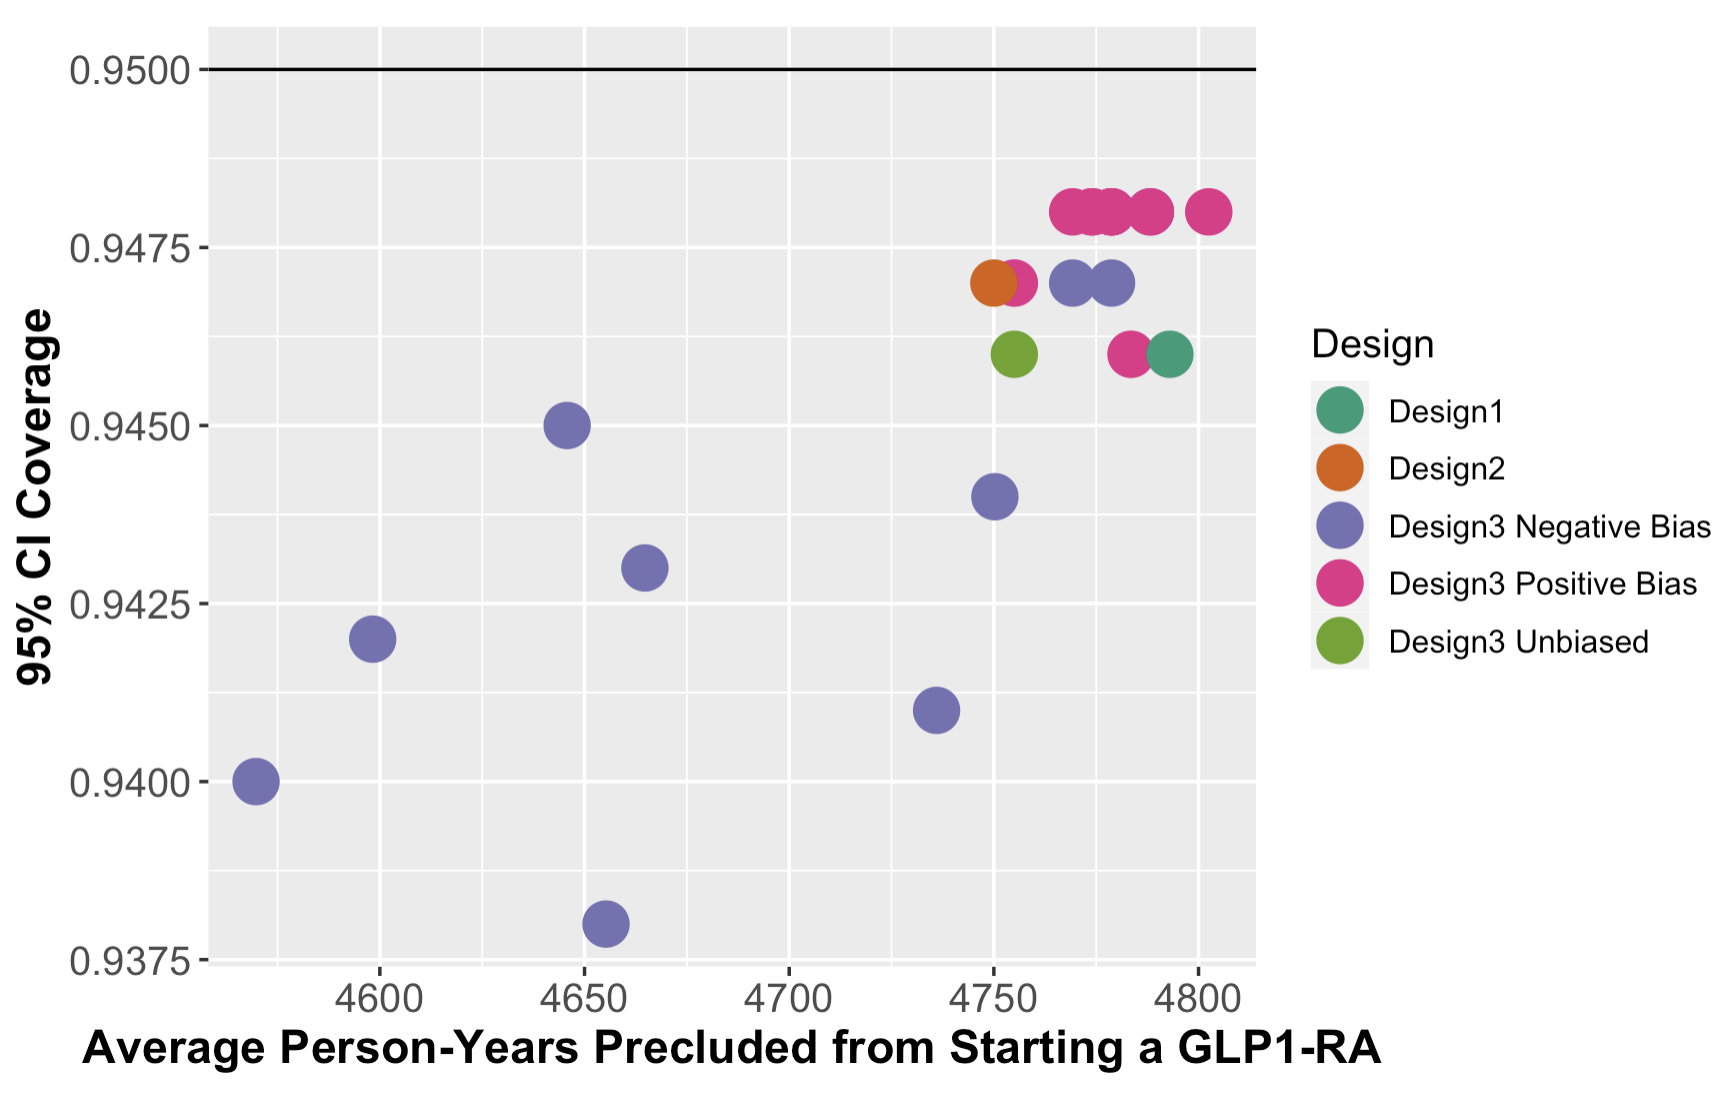 0.9500
0.9475
0.9450
0.9425
0.9400
0.9375
95% CI Coverage
4600 4650 4700 4750 4800
Average Person-Years Precluded from Starting a GLP1-RA
Design
Design1
Design2
Design3 Negative Bias
Design3 Positive Bias
Design3 Unbiased